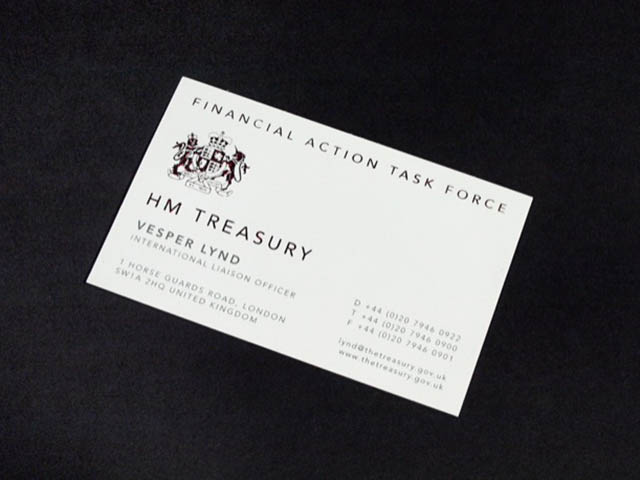 FINANCIAL ACTION TASK FORCE
HM TREASURY
VESPER LYND
INTERNATIONAL LIAISON OFFICER
1 HORSE GUARDS ROAD, LONDON
SW1A 2HQ UNITED KINGDOM
D +44 (0)20 7946 0922
T +44 (0)20 7946 0900
F +44 (0)20 7946 0901
lynd@thetreasury.gov.uk
www.thetreasury.gov.uk